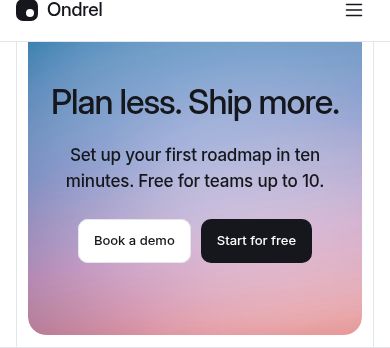 Ondrel
Plan less. Ship more.
Set up your first roadmap in ten
minutes. Free for teams up to 10.
Book a demo
Start for free